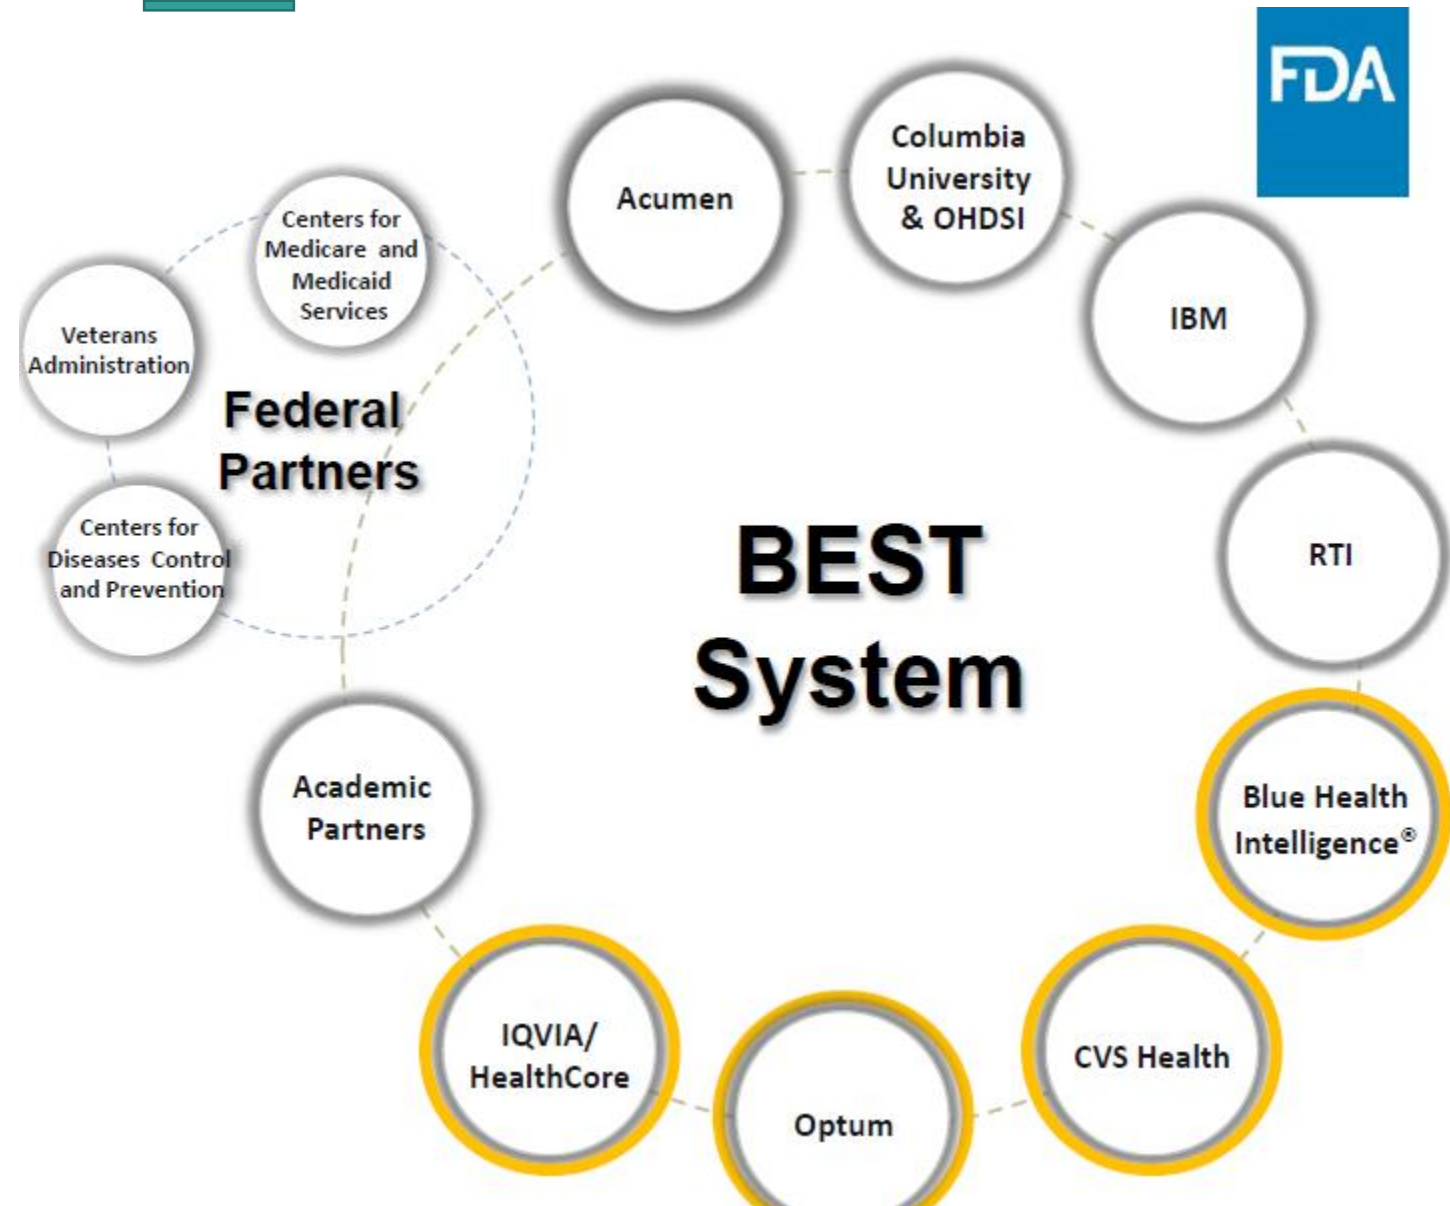 FDA
Columbia
University
& OHDSI
Acumen
Centers for
Medicare and
Medicaid
Services
IBM
Veterans
Administration
Federal
Partners
Centers for
Diseases Control
and Prevention
BEST
System
RTI
Academic
Partners
Blue Health
Intelligence®
IQVIA/
HealthCore
CVS Health
Optum